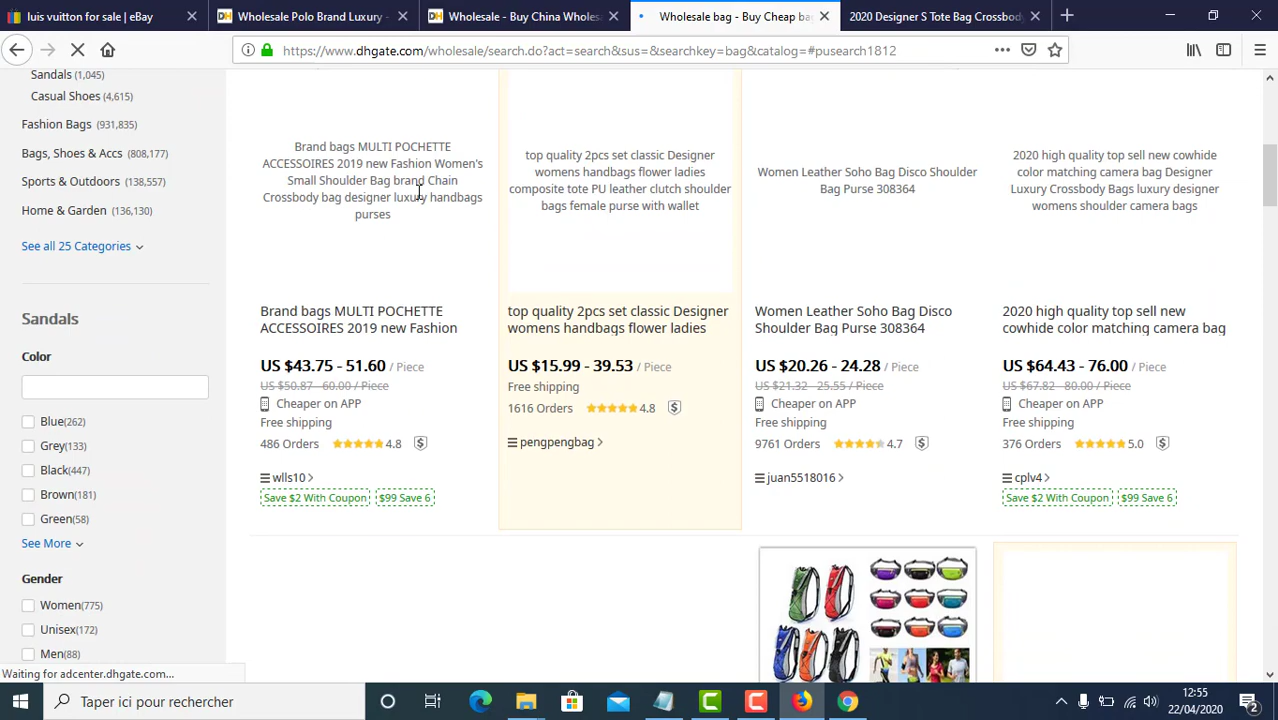 luis vuitton for sale | eBay
Wholesale Polo Brand Luxury -
Wholesale - Buy China Wholes
Wholesale bag - Buy Cheap ba
2020 Designer S Tote Bag Crossbody
https://www.dhgate.com/wholesale/search.do?act=search&sus=&searchkey=bag&catalog=#pusearch1812
Sandals (1,045)
Casual Shoes (4,615)
Fashion Bags (931,835)
Bags, Shoes & Accs (808,177)
Sports & Outdoors (138,557)
Home & Garden (136,130)
See all 25 Categories
Sandals
Color
Blue(262)
Grey(133)
Black(447)
Brown(181)
Green(58)
See More
Gender
Women(775)
Unisex(172)
Men(88)
Brand bags MULTI POCHETTE
ACCESSOIRES 2019 new Fashion Women's
Small Shoulder Bag brand Chain
Crossbody bag designer luxury handbags
purses
Brand bags MULTI POCHETTE
ACCESSOIRES 2019 new Fashion
US $43.75 - 51.60 / Piece
US $50.87 - 60.00 / Piece
Cheaper on APP
Free shipping
486 Orders 4.8
wlls10
Save $2 With Coupon $99 Save 6
top quality 2pcs set classic Designer
womens handbags flower ladies
composite tote PU leather clutch shoulder
bags female purse with wallet
top quality 2pcs set classic Designer
womens handbags flower ladies
US $15.99 - 39.53 / Piece
Free shipping
1616 Orders 4.8
pengpengbag
Women Leather Soho Bag Disco Shoulder
Bag Purse 308364
Women Leather Soho Bag Disco
Shoulder Bag Purse 308364
US $20.26 - 24.28 / Piece
US $21.32 - 25.55 / Piece
Cheaper on APP
Free shipping
9761 Orders 4.7
juan5518016
2020 high quality top sell new cowhide
color matching camera bag Designer
Luxury Crossbody Bags luxury designer
womens shoulder camera bags
2020 high quality top sell new
cowhide color matching camera bag
US $64.43 - 76.00 / Piece
US $67.82 - 80.00 / Piece
Cheaper on APP
Free shipping
376 Orders 5.0
cplv4
Save $2 With Coupon $99 Save 6
Waiting for adcenter.dhgate.com...
Taper ici pour rechercher
12:55
22/04/2020
2